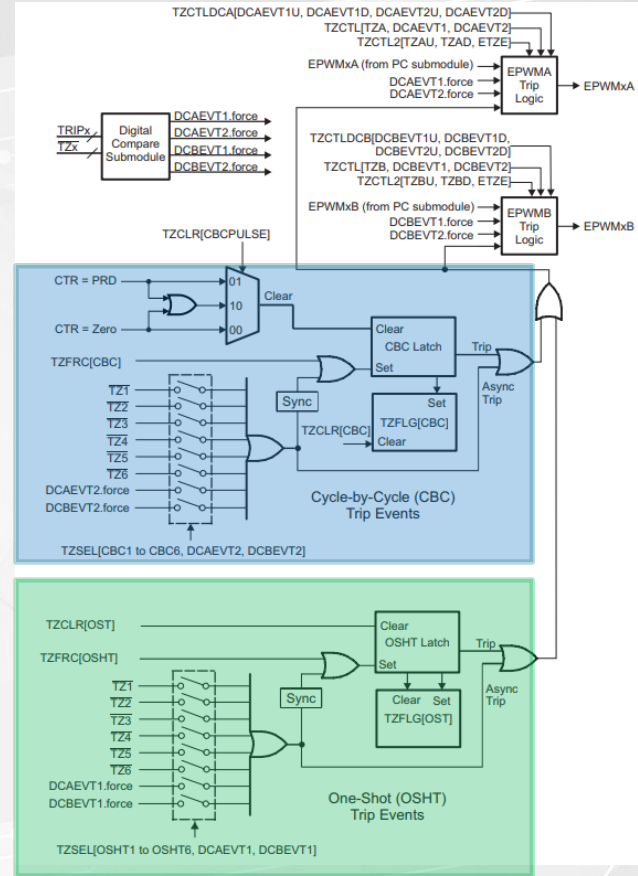 TZCTLDCA[DCAEVT1U, DCAEVT1D, DCAEVT2U, DCAEVT2D]
TZCTL[TZA, DCAEVT1, DCAEVT2]
TZCTL2[TZAU, TZAD, ETZE]
EPWMxA (from PC submodule)
DCAEVT1.force
DCAEVT2.force
EPWMA
Trip
Logic
EPWMxA
TRIPx
TZx
Digital
Compare
Submodule
DCAEVT1.force
DCAEVT2.force
DCBEVT1.force
DCBEVT2.force
TZCTLDCB[DCBEVT1U, DCBEVT1D,
DCBEVT2U, DCBEVT2D]
TZCTL[TZB, DCBEVT1, DCBEVT2]
TZCTL2[TZBU, TZBD, ETZE]
EPWMxB (from PC submodule)
DCBEVT1.force
DCBEVT2.force
EPWMB
Trip
Logic
EPWMxB
TZCLR[CBCPULSE]
CTR = PRD
CTR = Zero
01
10
00
Clear
Clear
CBC Latch
Set
Trip
TZFRC[CBC]
Sync
Set
TZFLG[CBC]
Clear
TZCLR[CBC]
Async
Trip
TZ1
TZ2
TZ3
TZ4
TZ5
TZ6
DCAEVT2.force
DCBEVT2.force
Cycle-by-Cycle (CBC)
Trip Events
TZSEL[CBC1 to CBC6, DCAEVT2, DCBEVT2]
TZCLR[OST]
TZFRC[OSHT]
Clear
OSHT Latch
Set
Trip
Sync
Clear Set
TZFLG[OST]
Async
Trip
TZ1
TZ2
TZ3
TZ4
TZ5
TZ6
DCAEVT1.force
DCBEVT1.force
One-Shot (OSHT)
Trip Events
TZSEL[OSHT1 to OSHT6, DCAEVT1, DCBEVT1]